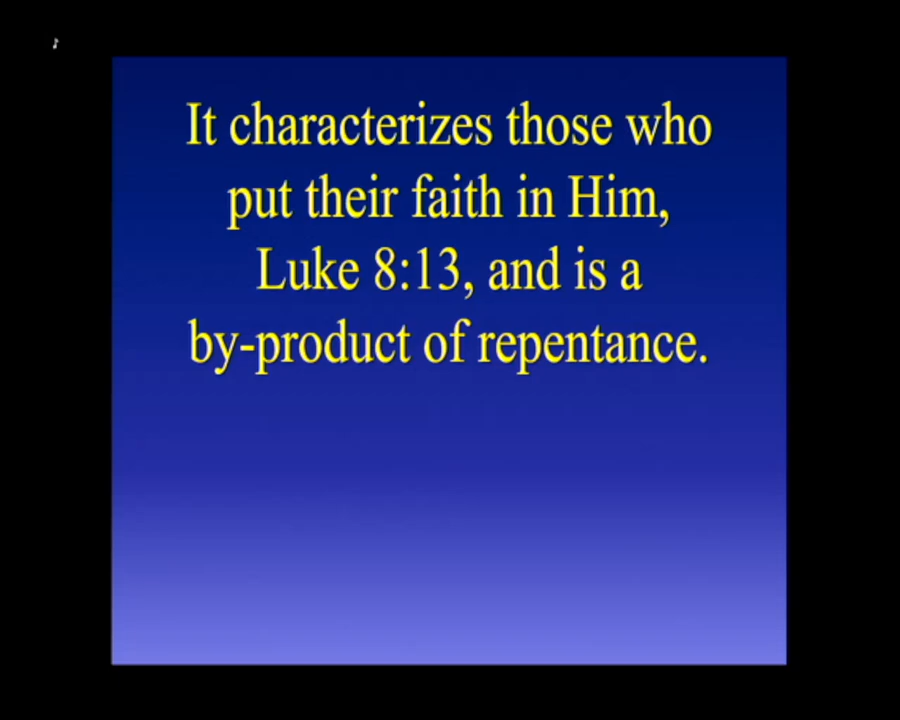 It characterizes those who
put their faith in Him,
Luke 8:13, and is a
by-product of repentance.